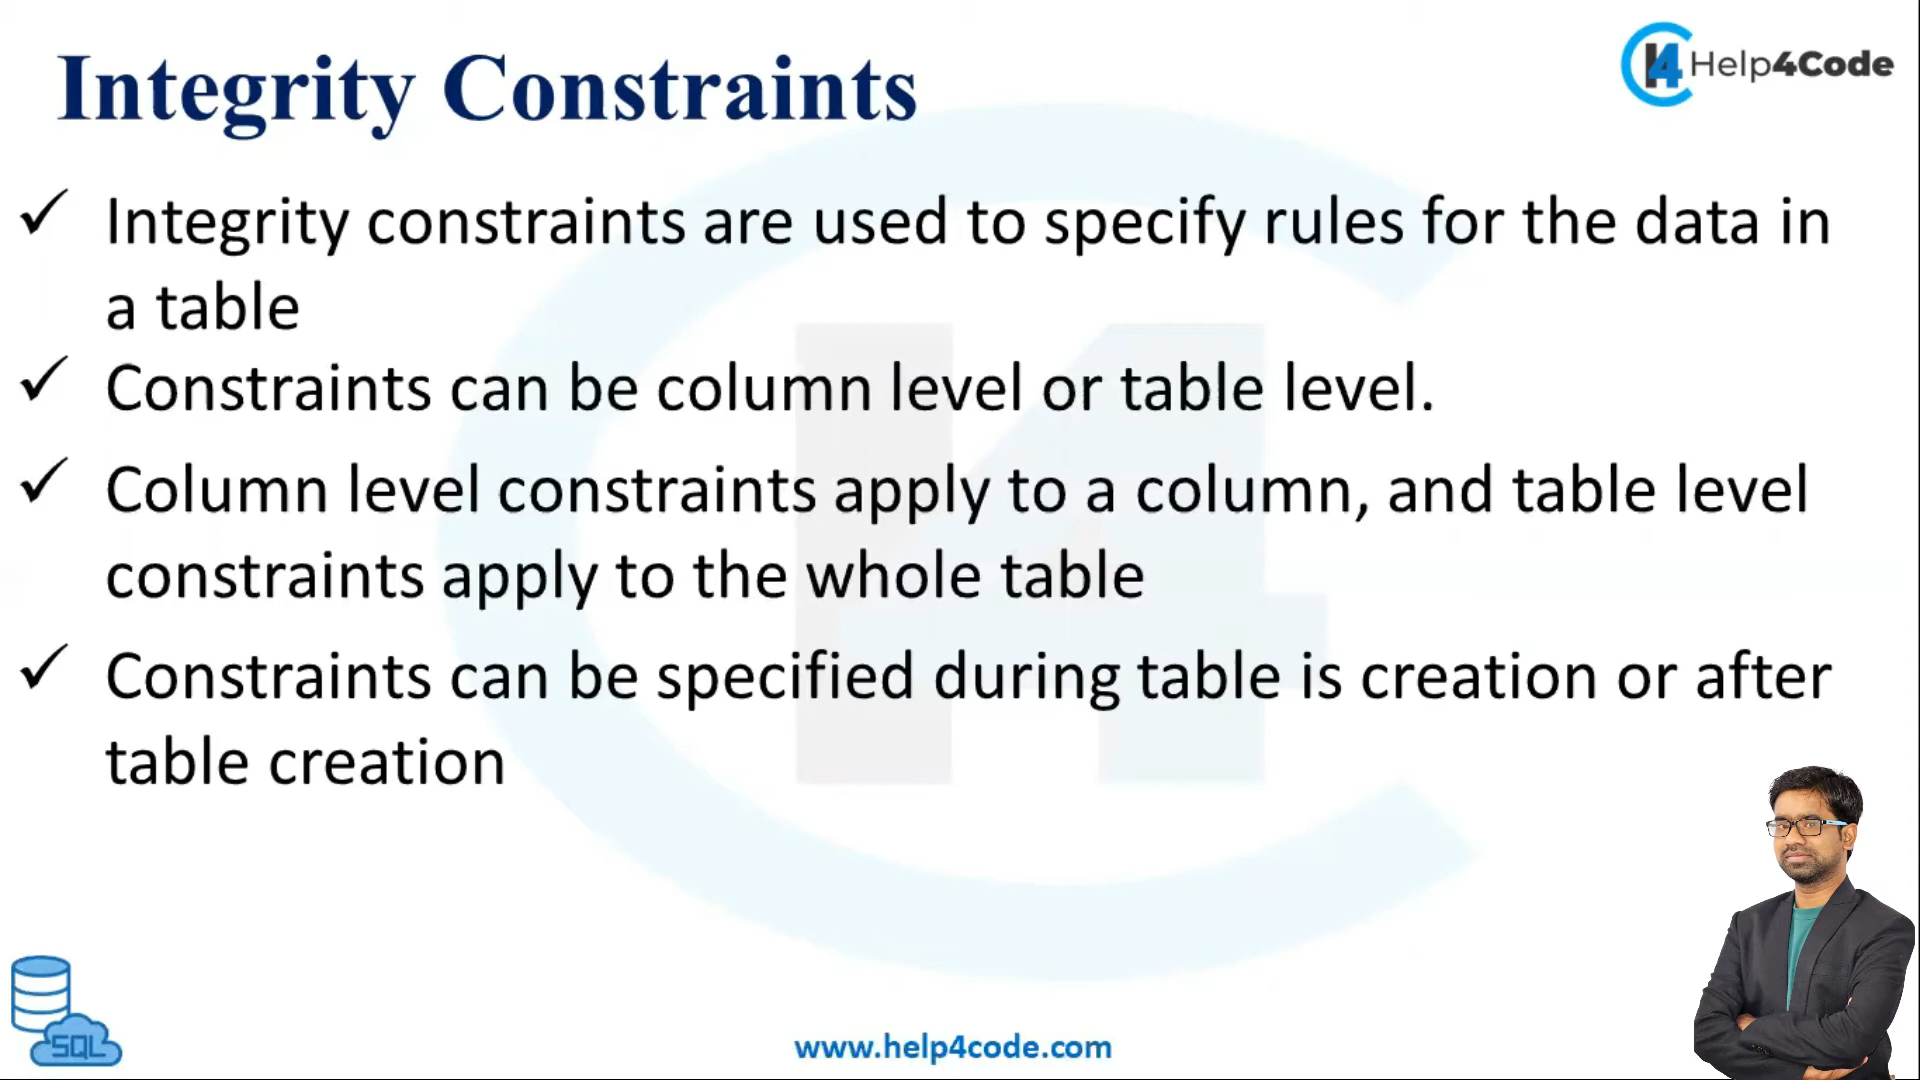 Integrity Constraints
Help4Code
✓ Integrity constraints are used to specify rules for the data in
a table
✓ Constraints can be column level or table level.
✓ Column level constraints apply to a column, and table level
constraints apply to the whole table
✓ Constraints can be specified during table is creation or after
table creation
SQL
www.help4code.com